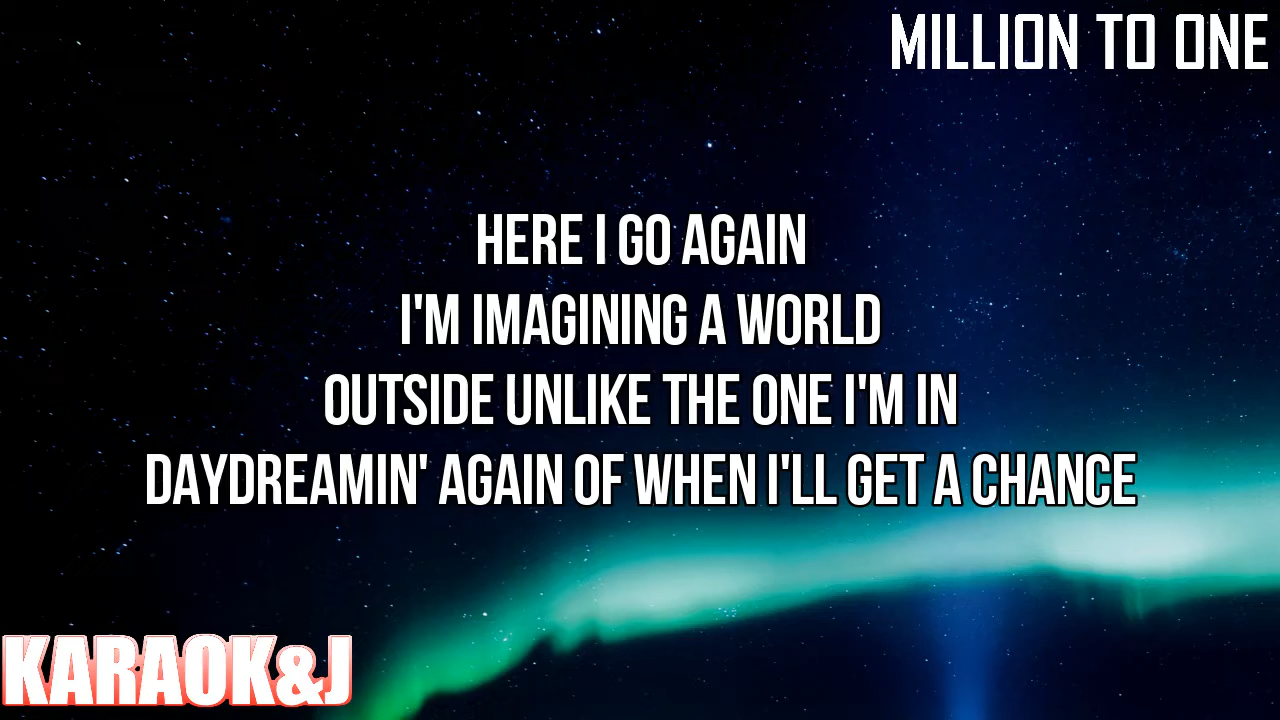 MILLION TO ONE
HERE I GO AGAIN
I'M IMAGINING A WORLD
OUTSIDE UNLIKE THE ONE I'M IN
DAYDREAMIN' AGAIN OF WHEN I'LL GET A CHANCE
KARAOK&J